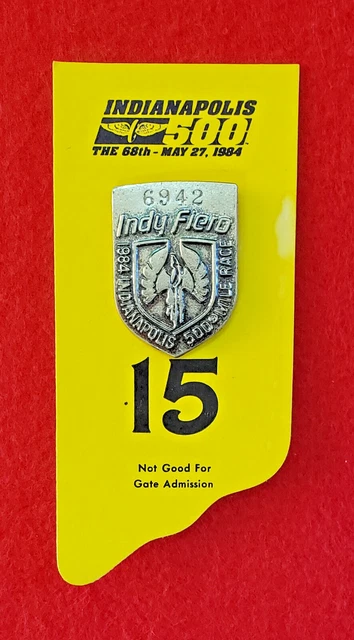 INDIANAPOLIS
500
THE 68th - MAY 27, 1984
6942
Indy Fiero
1984 INDIANAPOLIS 500 MILE RACE
15
Not Good For
Gate Admission